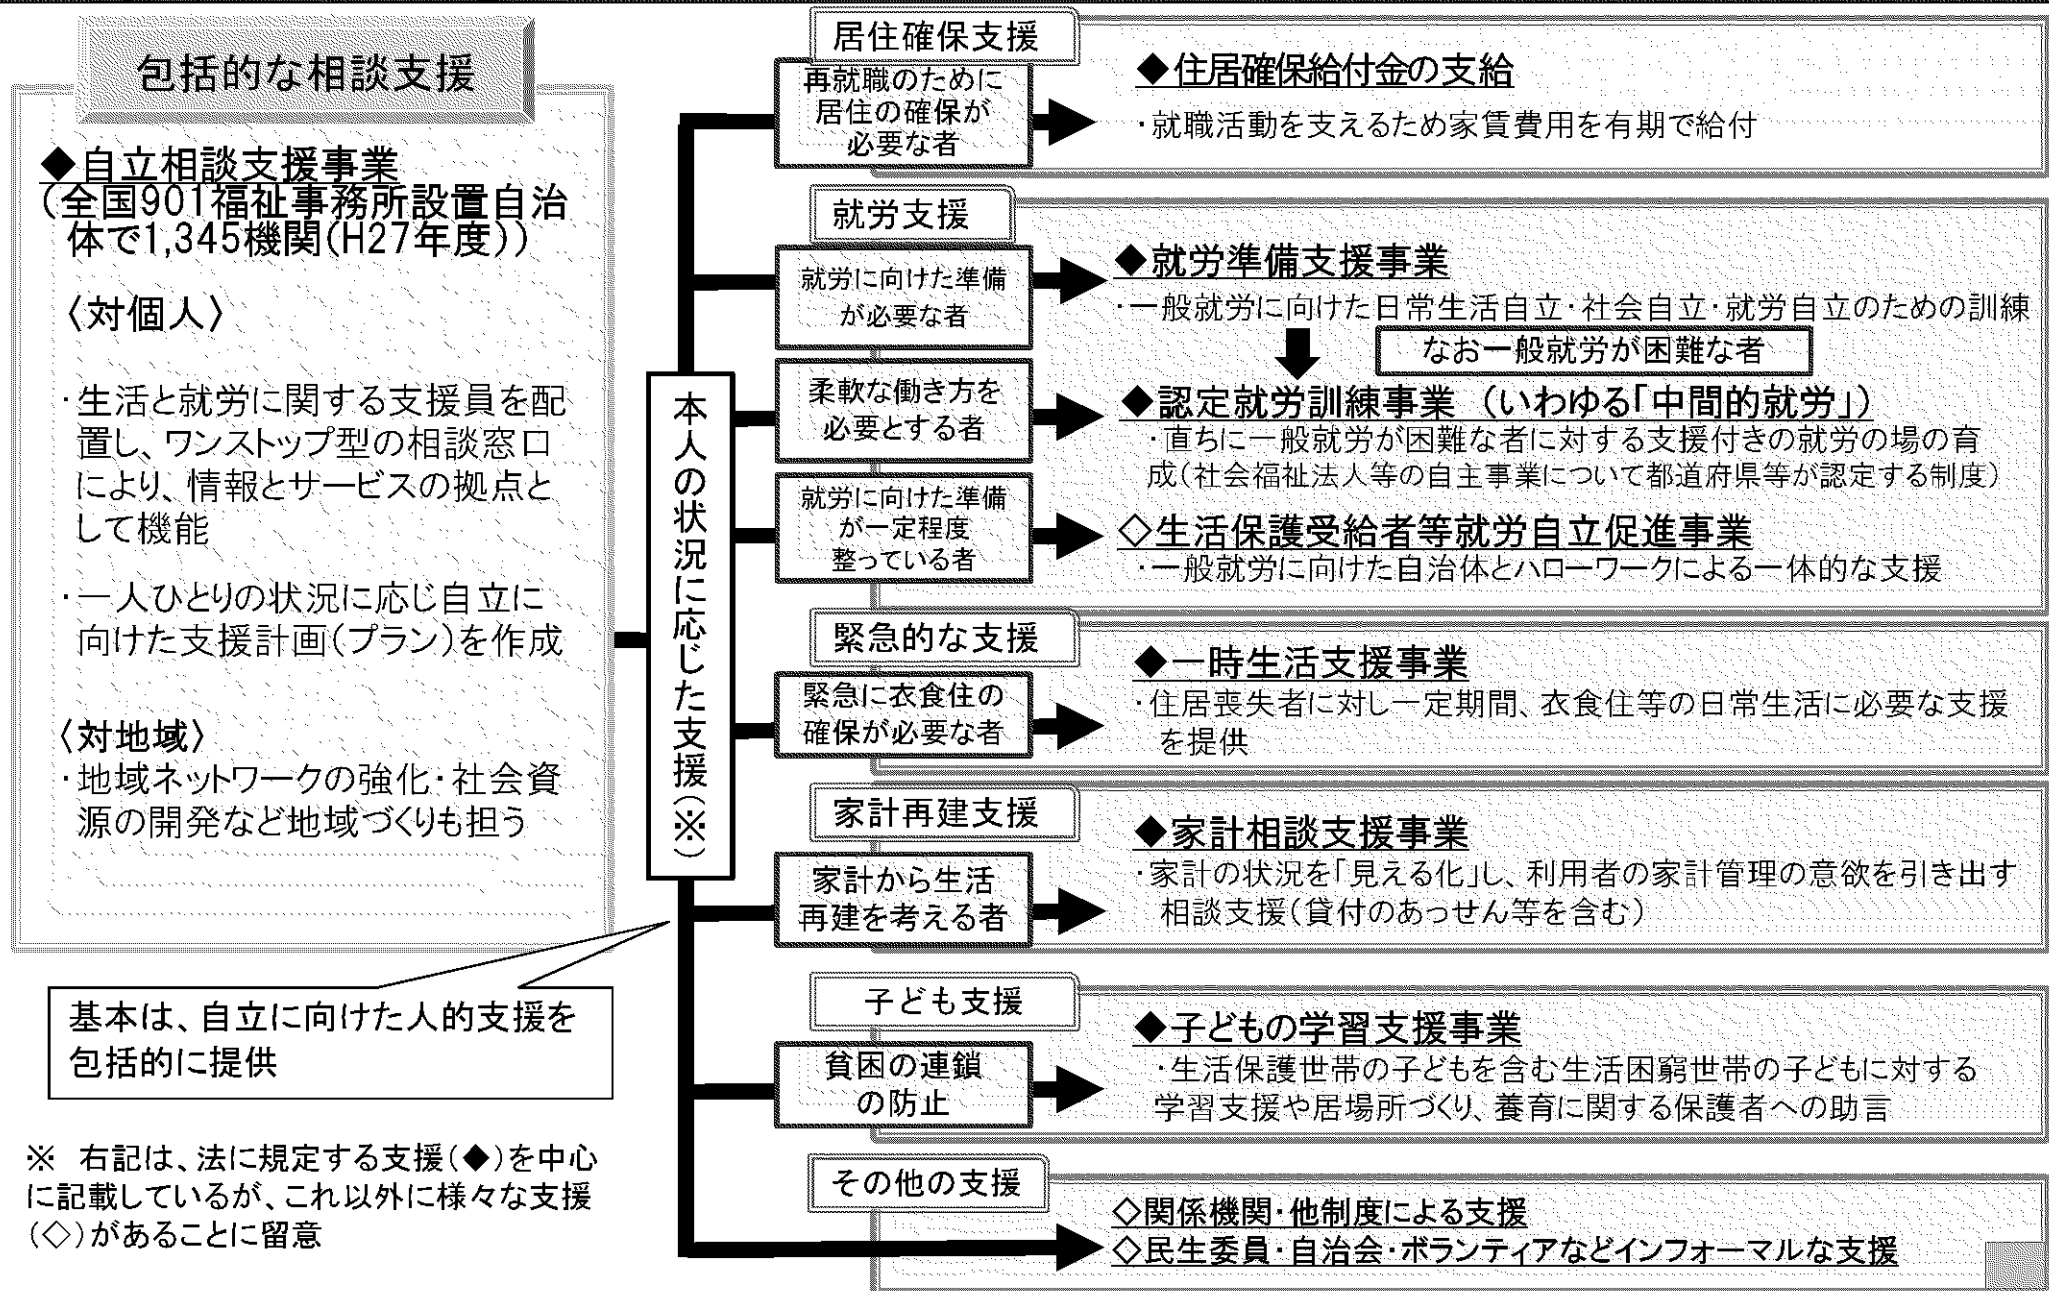 包括的な相談支援
◆自立相談支援事業
(全国901福祉事務所設置自治
体で1,345機関(H27年度))
〈対個人〉
・生活と就労に関する支援員を配
置し、ワンストップ型の相談窓口
により、情報とサービスの拠点と
して機能
・一人ひとりの状況に応じ自立に
向けた支援計画(プラン)を作成
〈対地域〉
・地域ネットワークの強化・社会資
源の開発など地域づくりも担う
基本は、自立に向けた人的支援を
包括的に提供
※ 右記は、法に規定する支援(◆)を中心
に記載しているが、これ以外に様々な支援
(◇)があることに留意
本人の状況に応じた支援(※)
居住確保支援
再就職のために
居住の確保が
必要な者
◆住居確保給付金の支給
・就職活動を支えるため家賃費用を有期で給付
就労支援
就労に向けた準備
が必要な者
◆就労準備支援事業
・一般就労に向けた日常生活自立・社会自立・就労自立のための訓練
なお一般就労が困難な者
柔軟な働き方を
必要とする者
◆認定就労訓練事業 (いわゆる「中間的就労」)
・直ちに一般就労が困難な者に対する支援付きの就労の場の育
成(社会福祉法人等の自主事業について都道府県等が認定する制度)
就労に向けた準備
が一定程度
整っている者
◇生活保護受給者等就労自立促進事業
・一般就労に向けた自治体とハローワークによる一体的な支援
緊急的な支援
緊急に衣食住の
確保が必要な者
◆一時生活支援事業
・住居喪失者に対し一定期間、衣食住等の日常生活に必要な支援
を提供
家計再建支援
家計から生活
再建を考える者
◆家計相談支援事業
・家計の状況を「見える化」し、利用者の家計管理の意欲を引き出す
相談支援(貸付のあっせん等を含む)
子ども支援
貧困の連鎖
の防止
◆子どもの学習支援事業
・生活保護世帯の子どもを含む生活困窮世帯の子どもに対する
学習支援や居場所づくり、養育に関する保護者への助言
その他の支援
◇関係機関・他制度による支援
◇民生委員・自治会・ボランティアなどインフォーマルな支援